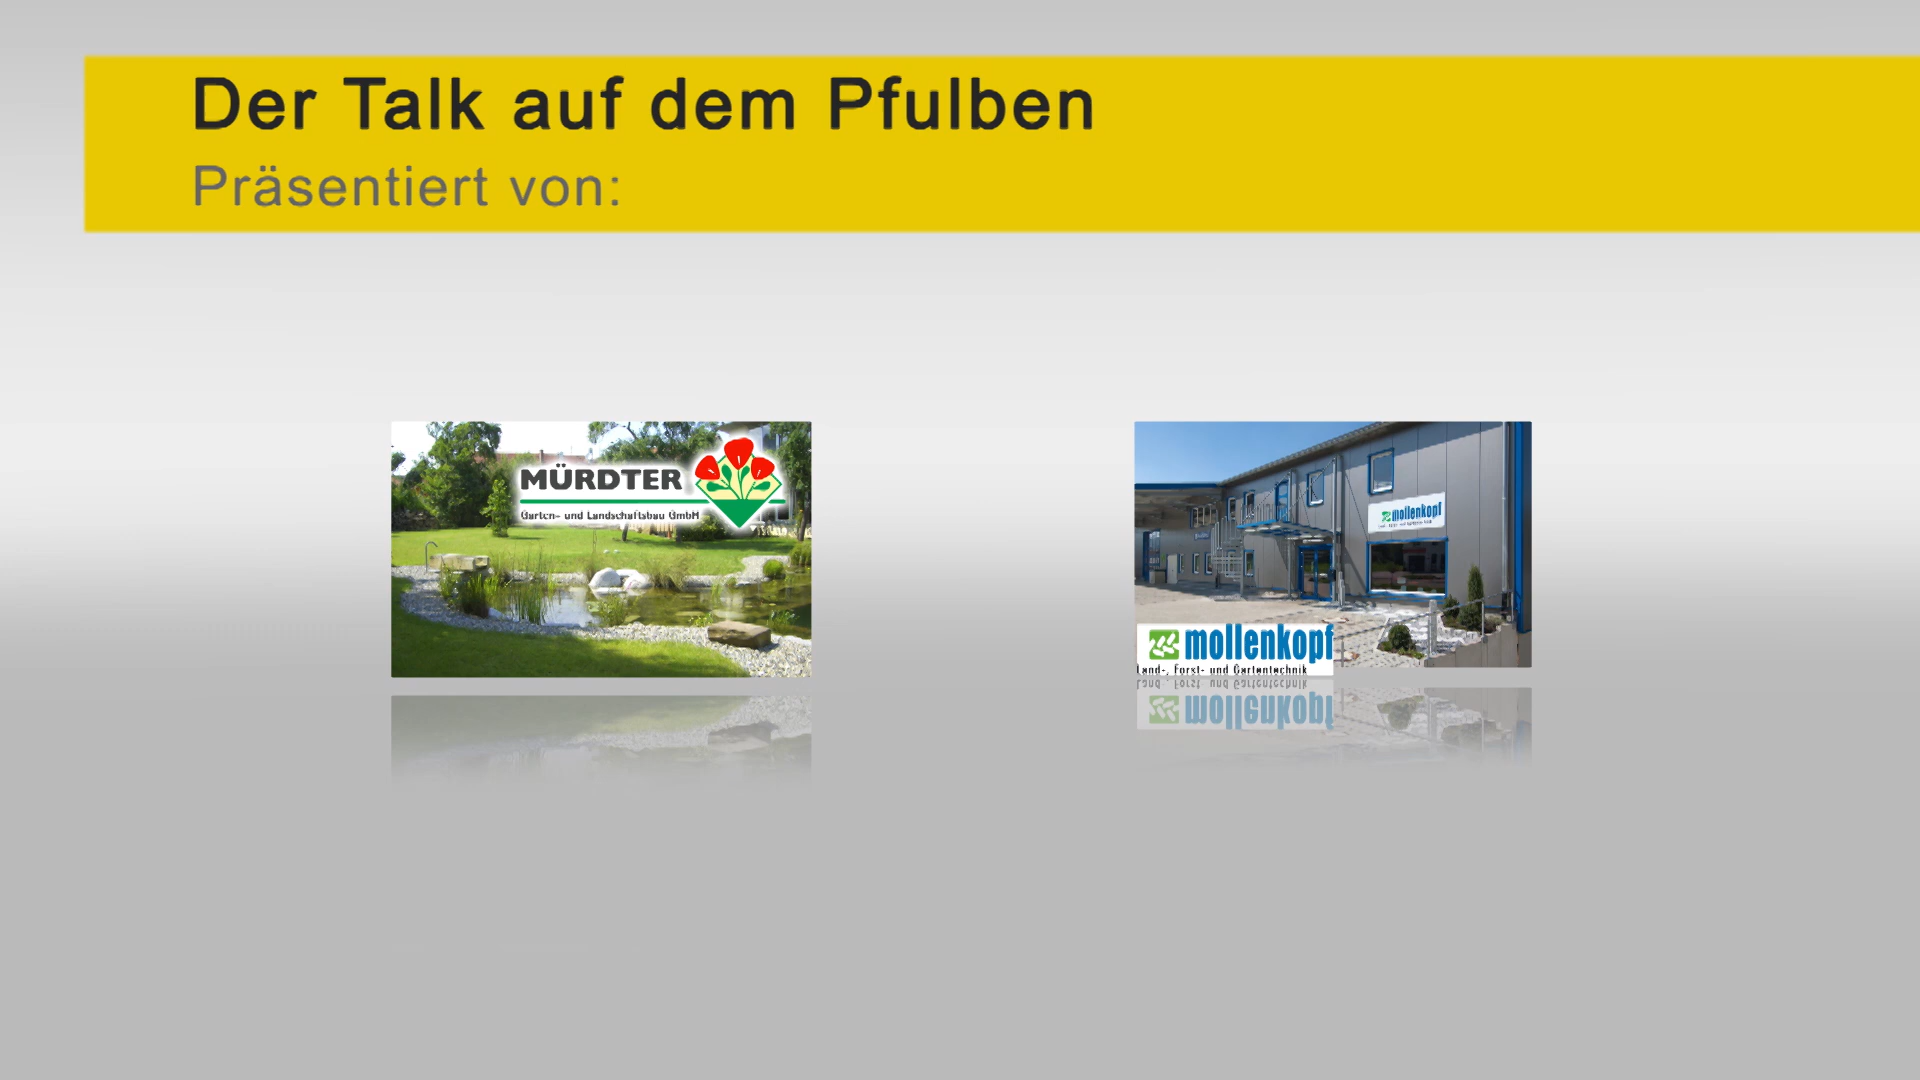 Der Talk auf dem Pfulben
Präsentiert von:
MÜRDTER
Garten- und Landschaftsbau GmbH
mollenkopf
mollenkopf
Land-, Forst- und Gartentechnik